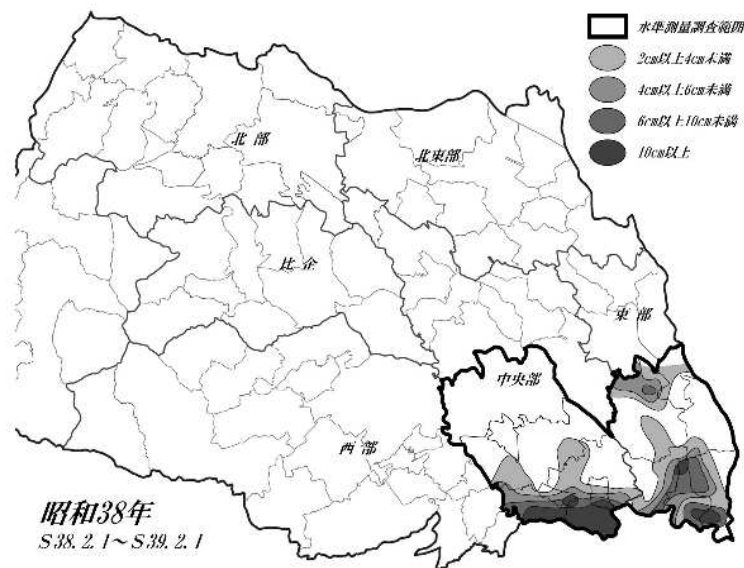 水準測量調査範囲
2cm以上4cm未満
4cm以上6cm未満
6cm以上10cm未満
10cm以上
北部
北東部
比企
東部
中央部
西部
昭和38年
S38.2.1～S39.2.1